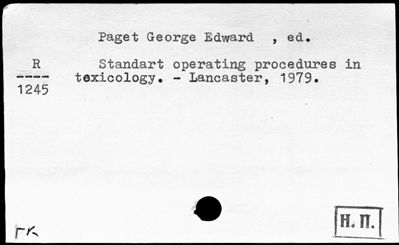 Paget George Edward , ed.
R
----
1245
Standart operating procedures in
texicology. - Lancaster, 1979.
гк
Н. П.